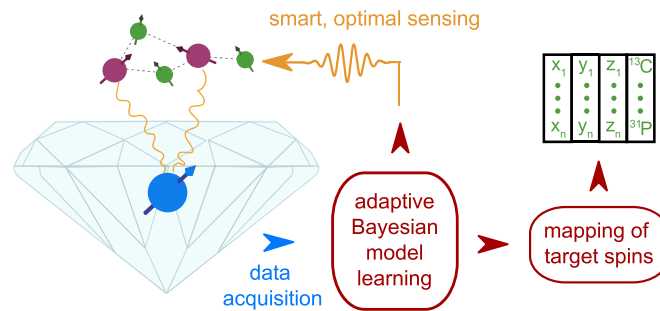 smart, optimal sensing
x₁ y₁ z₁ ¹³C
xₙ yₙ zₙ ³¹P
adaptive
Bayesian
model
learning
mapping of
target spins
data
acquisition